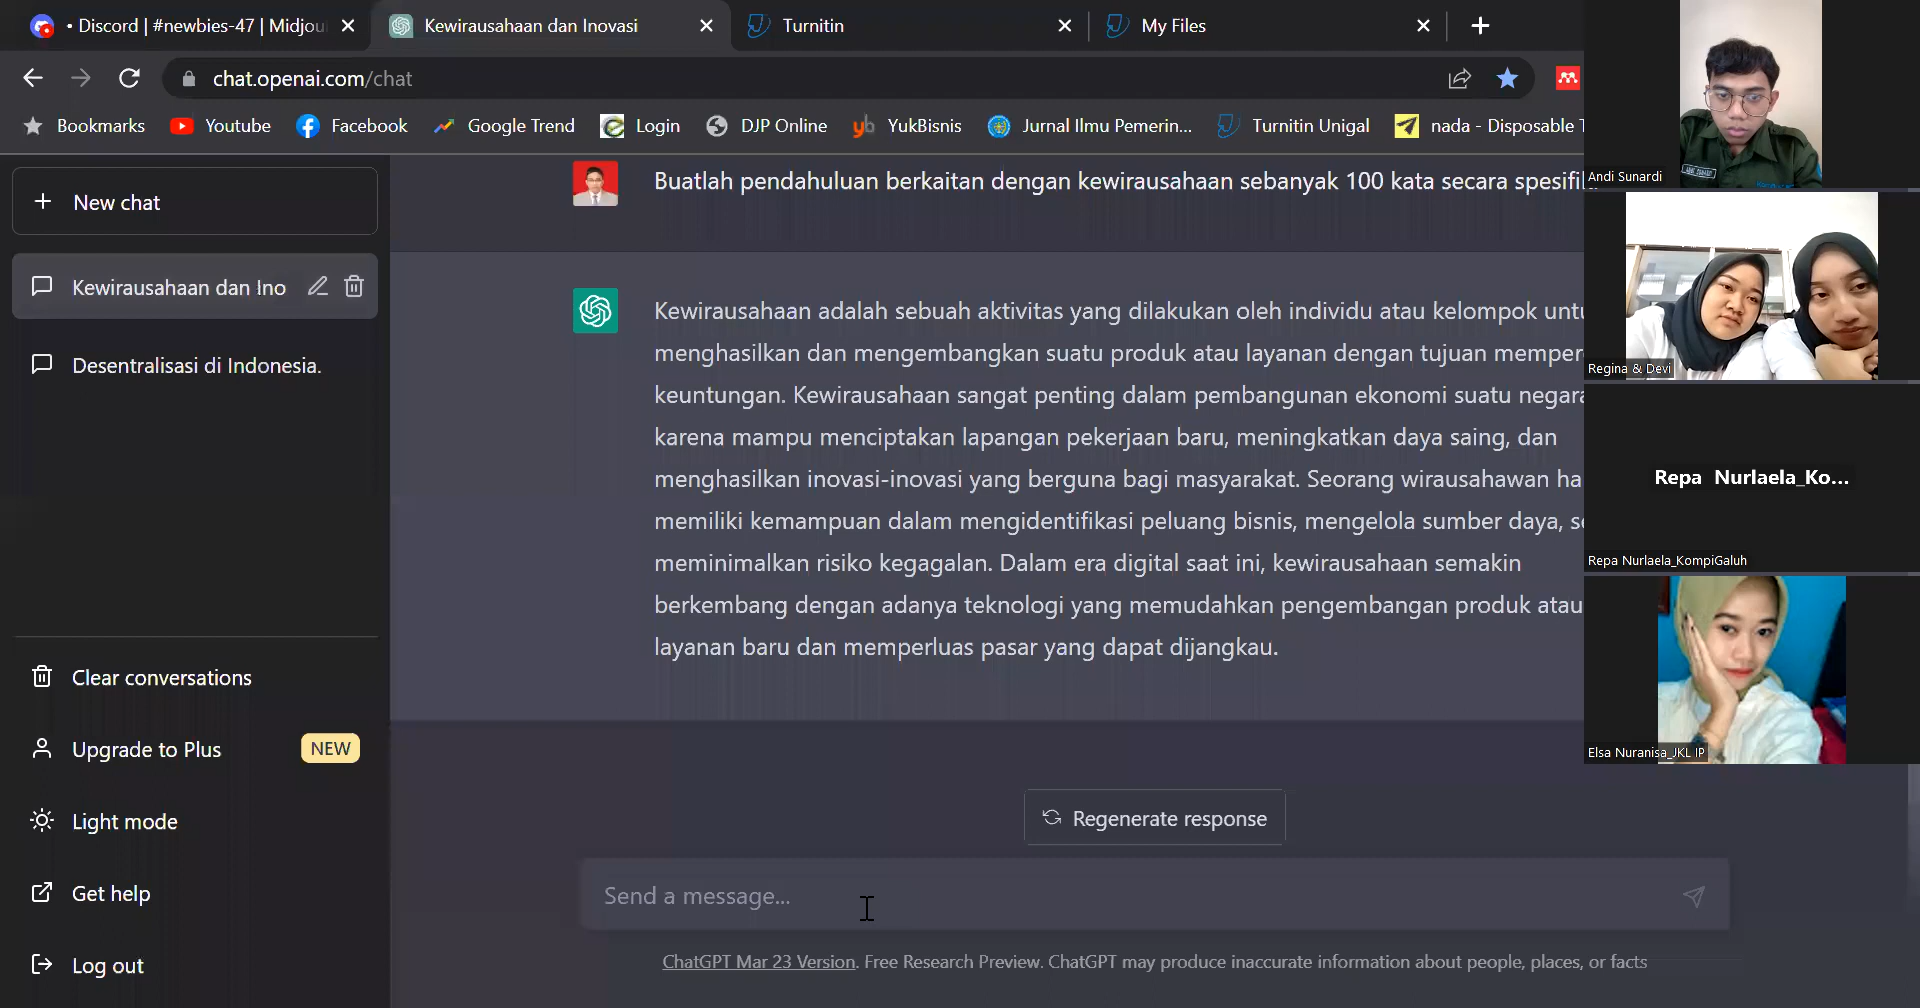 • Discord | #newbies-47 | Midjou
Kewirausahaan dan Inovasi
Turnitin
My Files
chat.openai.com/chat
Bookmarks
Youtube
Facebook
Google Trend
Login
DJP Online
yb YukBisnis
Jurnal Ilmu Pemerin...
Turnitin Unigal
nada - Disposable T
New chat
Kewirausahaan dan Ino
Desentralisasi di Indonesia.
Clear conversations
Upgrade to Plus NEW
Light mode
Get help
Log out
Buatlah pendahuluan berkaitan dengan kewirausahaan sebanyak 100 kata secara spesifi
Kewirausahaan adalah sebuah aktivitas yang dilakukan oleh individu atau kelompok untu
menghasilkan dan mengembangkan suatu produk atau layanan dengan tujuan memper
keuntungan. Kewirausahaan sangat penting dalam pembangunan ekonomi suatu negara
karena mampu menciptakan lapangan pekerjaan baru, meningkatkan daya saing, dan
menghasilkan inovasi-inovasi yang berguna bagi masyarakat. Seorang wirausahawan ha
memiliki kemampuan dalam mengidentifikasi peluang bisnis, mengelola sumber daya, se
meminimalkan risiko kegagalan. Dalam era digital saat ini, kewirausahaan semakin
berkembang dengan adanya teknologi yang memudahkan pengembangan produk atau
layanan baru dan memperluas pasar yang dapat dijangkau.
Regenerate response
Send a message...
ChatGPT Mar 23 Version. Free Research Preview. ChatGPT may produce inaccurate information about people, places, or facts
Andi Sunardi
Regina & Devi
Repa Nurlaela_Ko...
Repa Nurlaela_KompiGaluh
Elsa Nuranisa_JKL IP